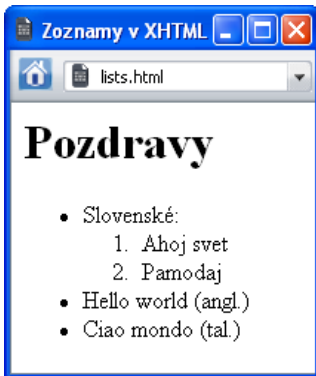 Zoznamy v XHTML
lists.html
Pozdravy
• Slovenské:
1. Ahoj svet
2. Pamodaj
• Hello world (angl.)
• Ciao mondo (tal.)